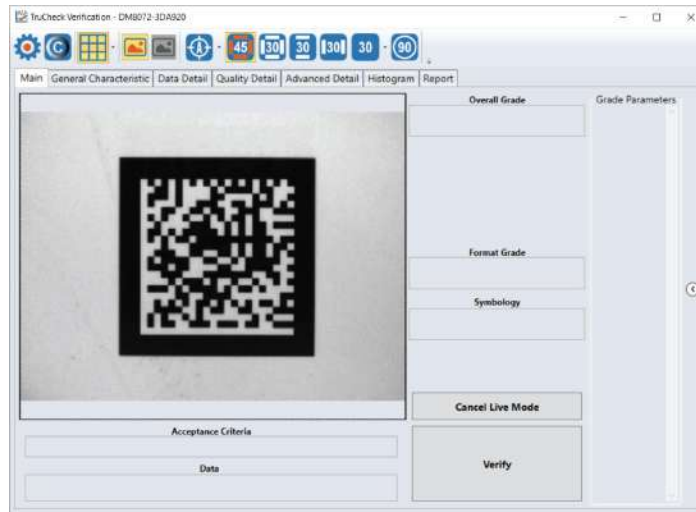 TruCheck Verification - DM8072-3DA920
C
A
45
30
30
30
30
90
Main
General Characteristic
Data Detail
Quality Detail
Advanced Detail
Histogram
Report
Overall Grade
Grade Parameters
Format Grade
Symbology
Cancel Live Mode
Acceptance Criteria
Verify
Data